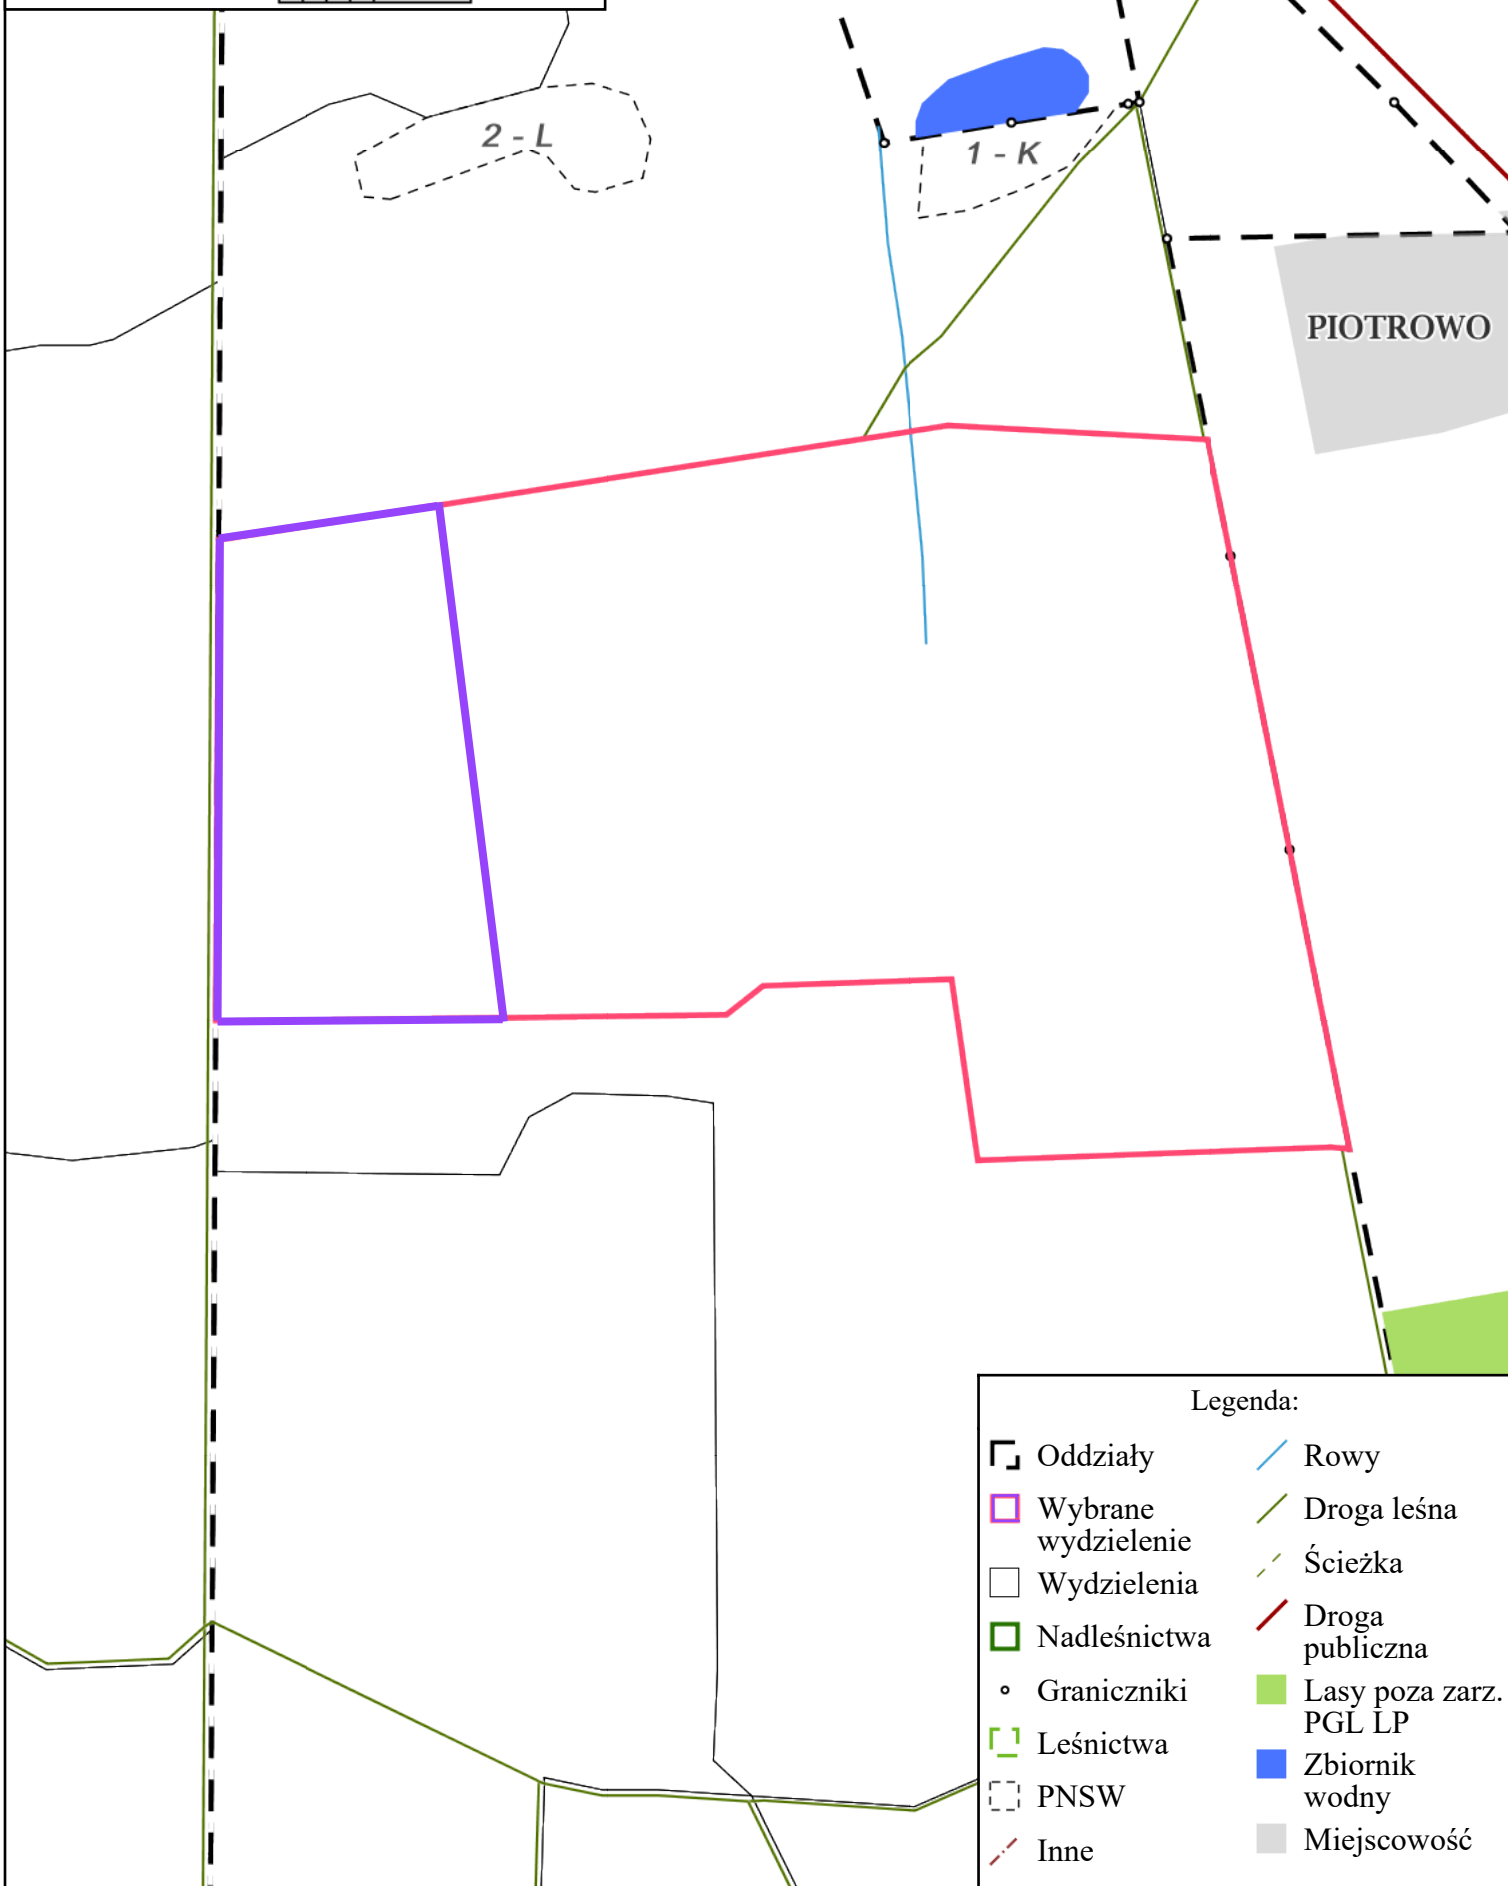 2 - L
1 - K
PIOTROWO
Legenda:
Oddziały
Wybrane
wydzielenie
Wydzielenia
Nadleśnictwa
Graniczniki
Leśnictwa
PNSW
Inne
Rowy
Droga leśna
Ścieżka
Droga
publiczna
Lasy poza zarz.
PGL LP
Zbiornik
wodny
Miejscowość